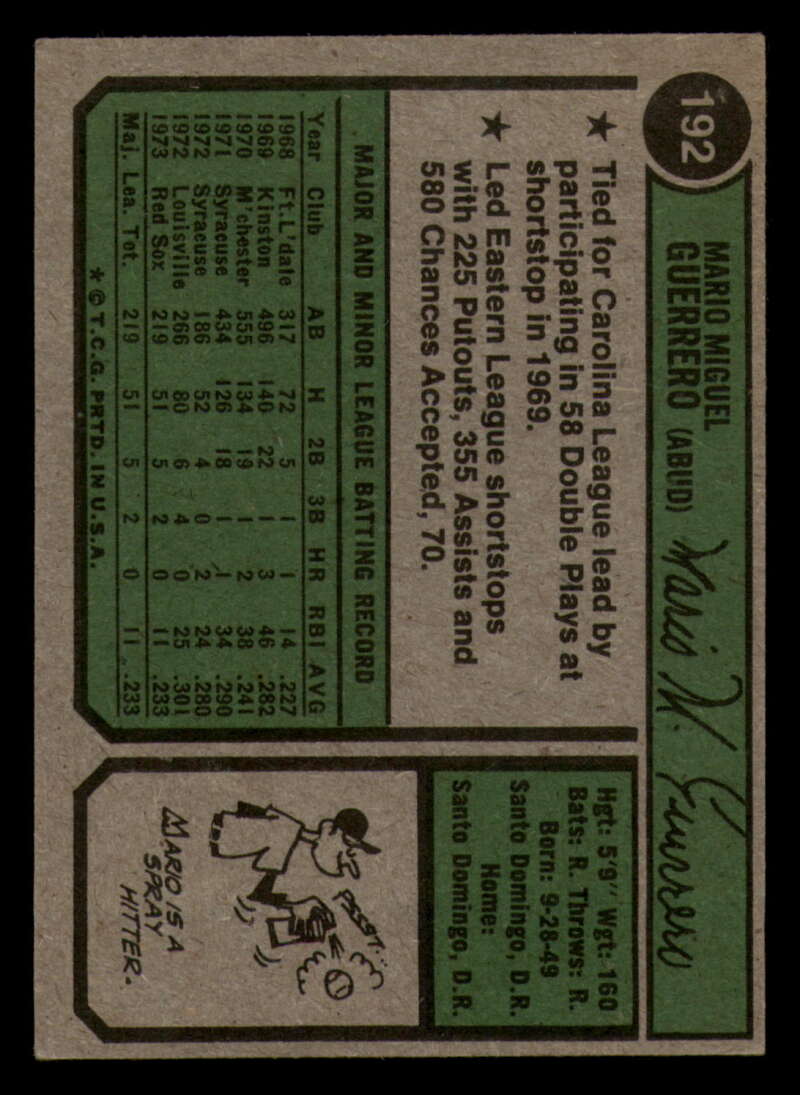 192
MARIO MIGUEL
GUERRERO (ABUD)
Mario M. Guerrero
★ Tied for Carolina League lead by
participating in 58 Double Plays at
shortstop in 1969.
★ Led Eastern League shortstops
with 225 Putouts, 355 Assists and
580 Chances Accepted, 70.
MAJOR AND MINOR LEAGUE BATTING RECORD
Year Club AB H 2B 3B HR RBI AVG
1968 Ft.L'dale 317 72 5 1 1 14 .227
1969 Kinston 496 140 22 1 3 46 .282
1970 M'chester 555 134 19 1 2 38 .241
1971 Syracuse 434 126 18 1 1 34 .290
1972 Syracuse 186 52 4 0 2 24 .280
1972 Louisville 266 80 6 4 0 25 .301
1973 Red Sox 219 51 5 2 0 11 .233
Maj. Lea. Tot. 219 51 5 2 0 11 .233
*©T.C.G. PRTD. IN U.S.A.
Hgt: 5'9" Wgt: 160
Bats: R. Throws: R.
Born: 9-28-49
Santo Domingo, D.R.
Home:
Santo Domingo, D.R.
PSST...
MARIO IS A
SPRAY
HITTER.